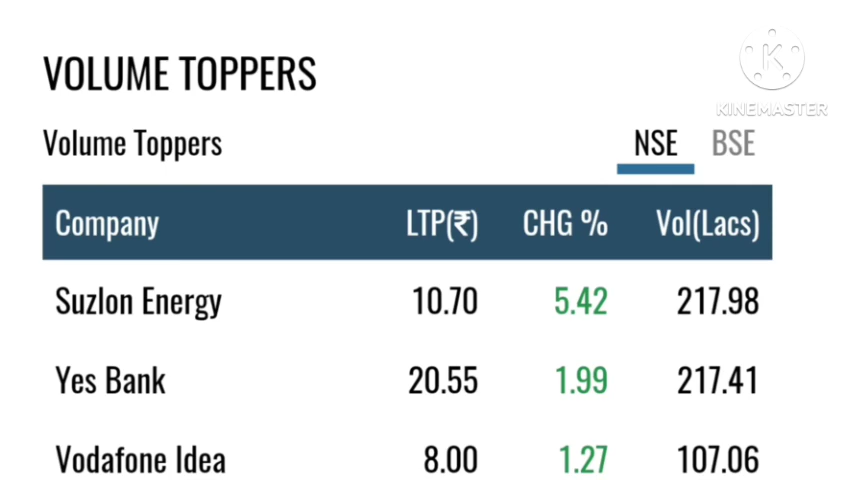 VOLUME TOPPERS
KINEMASTER
Volume Toppers NSE BSE
Company LTP(₹) CHG % Vol(Lacs)
Suzlon Energy 10.70 5.42 217.98
Yes Bank 20.55 1.99 217.41
Vodafone Idea 8.00 1.27 107.06